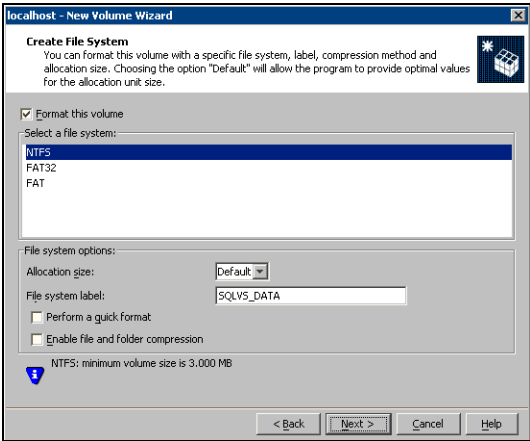 localhost - New Volume Wizard
Create File System
You can format this volume with a specific file system, label, compression method and
allocation size. Choosing the option "Default" will allow the program to provide optimal values
for the allocation unit size.
Format this volume
Select a file system:
NTFS
FAT32
FAT
File system options:
Allocation size: Default
File system label: SQLVS_DATA
Perform a quick format
Enable file and folder compression
NTFS: minimum volume size is 3.000 MB
< Back Next > Cancel Help